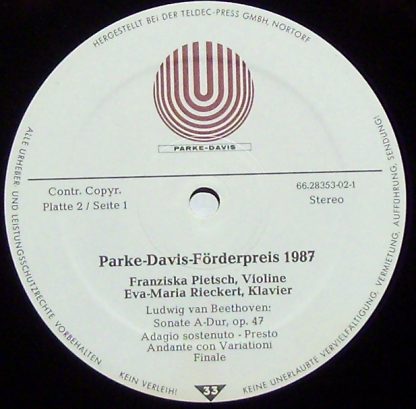 HERGESTELLT BEI DER TELDEC-PRESS GMBH, NORTORF
PARKE-DAVIS
Contr. Copyr.
Platte 2 / Seite 1
66.28353-02-1
Stereo
Parke-Davis-Förderpreis 1987
Franziska Pietsch, Violine
Eva-Maria Rieckert, Klavier
Ludwig van Beethoven:
Sonate A-Dur, op. 47
Adagio sostenuto - Presto
Andante con Variationi
Finale
33
ALLE URHEBER UND LEISTUNGSSCHUTZRECHTE VORBEHALTEN
KEIN VERLEIH!
KEINE UNERLAUBTE VERVIELFALTIGUNG, VERMIETUNG, AUFFÜHRUNG, SENDUNG!